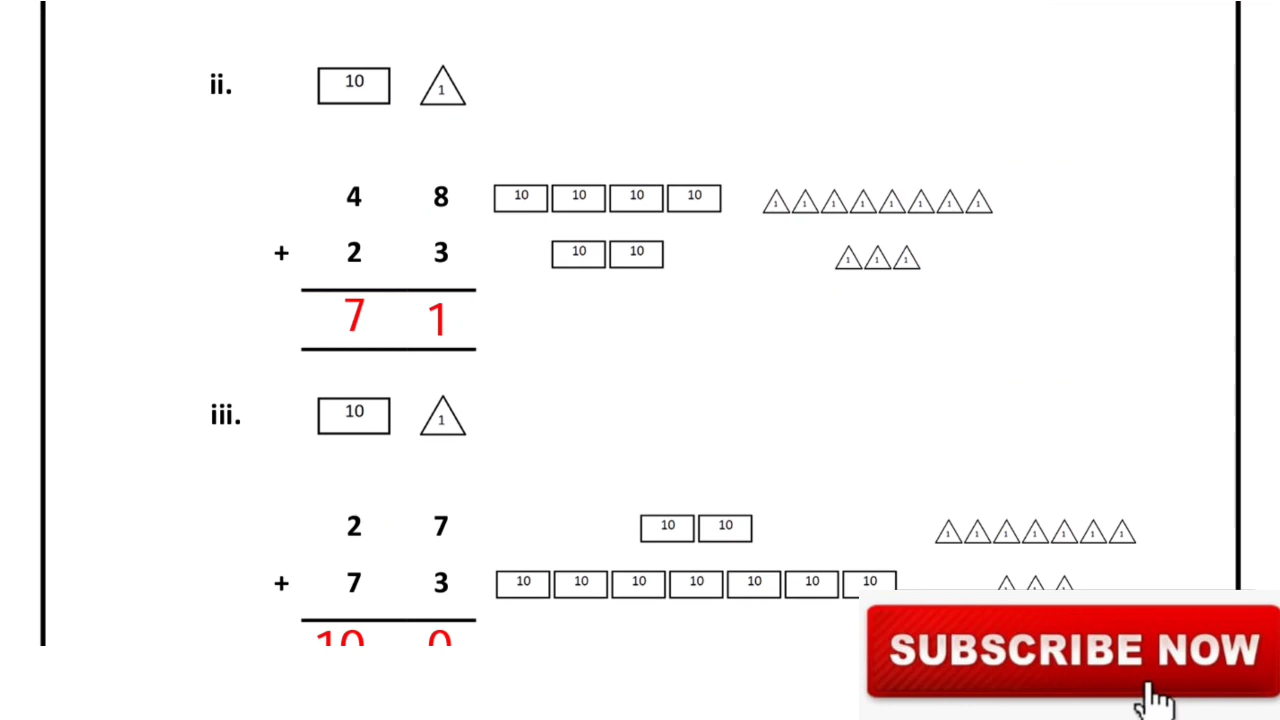 ii. 10 1
4 8 10 10 10 10 1 1 1 1 1 1 1 1
+ 2 3 10 10 1 1 1
7 1
iii. 10 1
2 7 10 10 1 1 1 1 1 1 1
+ 7 3 10 10 10 10 10 10 10
10 0
SUBSCRIBE NOW